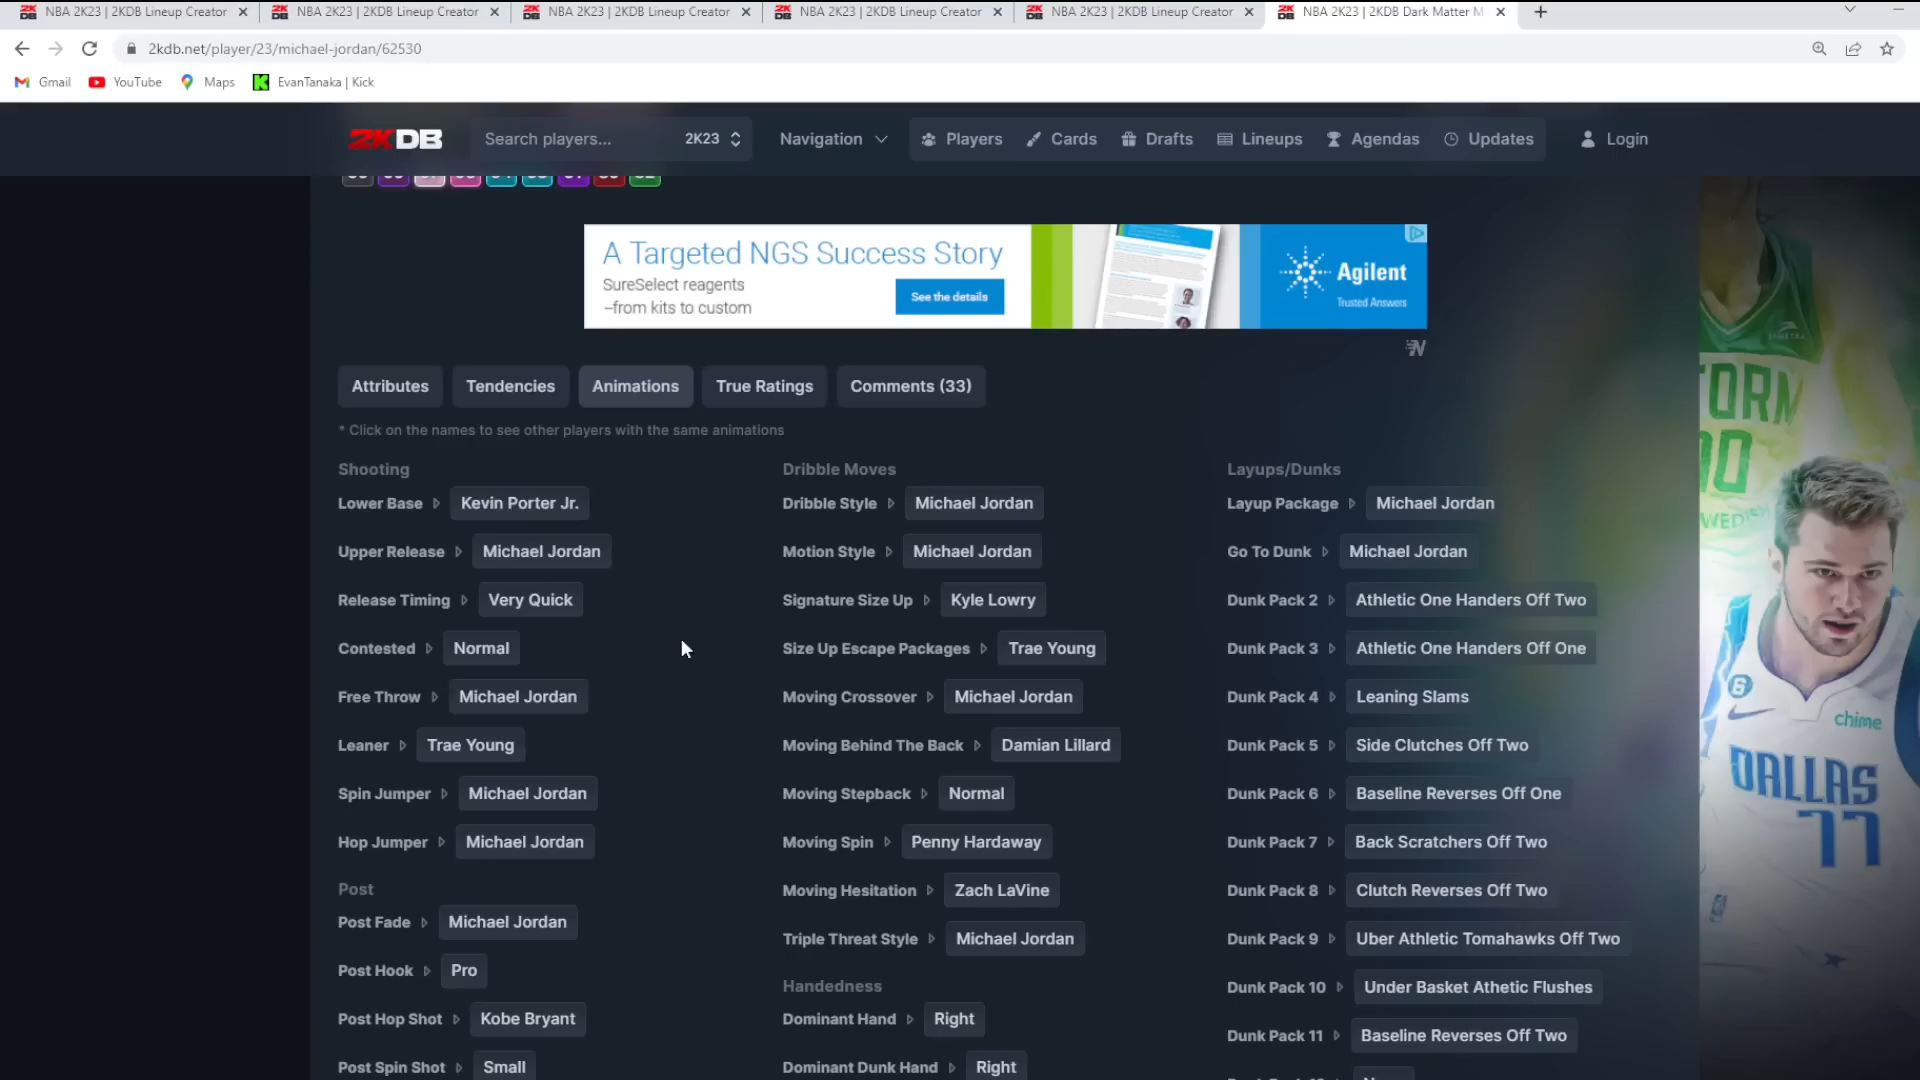 NBA 2K23 | 2KDB Lineup Creator
NBA 2K23 | 2KDB Lineup Creator
NBA 2K23 | 2KDB Lineup Creator
NBA 2K23 | 2KDB Lineup Creator
NBA 2K23 | 2KDB Lineup Creator
NBA 2K23 | 2KDB Dark Matter M
2kdb.net/player/23/michael-jordan/62530
Gmail YouTube Maps EvanTanaka | Kick
2KDB Search players... 2K23 Navigation Players Cards Drafts Lineups Agendas Updates Login
A Targeted NGS Success Story
SureSelect reagents
–from kits to custom
See the details
Agilent
Trusted Answers
Attributes Tendencies Animations True Ratings Comments (33)
* Click on the names to see other players with the same animations
Shooting
Lower Base Kevin Porter Jr.
Upper Release Michael Jordan
Release Timing Very Quick
Contested Normal
Free Throw Michael Jordan
Leaner Trae Young
Spin Jumper Michael Jordan
Hop Jumper Michael Jordan
Post
Post Fade Michael Jordan
Post Hook Pro
Post Hop Shot Kobe Bryant
Post Spin Shot Small
Dribble Moves
Dribble Style Michael Jordan
Motion Style Michael Jordan
Signature Size Up Kyle Lowry
Size Up Escape Packages Trae Young
Moving Crossover Michael Jordan
Moving Behind The Back Damian Lillard
Moving Stepback Normal
Moving Spin Penny Hardaway
Moving Hesitation Zach LaVine
Triple Threat Style Michael Jordan
Handedness
Dominant Hand Right
Dominant Dunk Hand Right
Layups/Dunks
Layup Package Michael Jordan
Go To Dunk Michael Jordan
Dunk Pack 2 Athletic One Handers Off Two
Dunk Pack 3 Athletic One Handers Off One
Dunk Pack 4 Leaning Slams
Dunk Pack 5 Side Clutches Off Two
Dunk Pack 6 Baseline Reverses Off One
Dunk Pack 7 Back Scratchers Off Two
Dunk Pack 8 Clutch Reverses Off Two
Dunk Pack 9 Uber Athletic Tomahawks Off Two
Dunk Pack 10 Under Basket Athetic Flushes
Dunk Pack 11 Baseline Reverses Off Two
6
chime
DALLAS
77